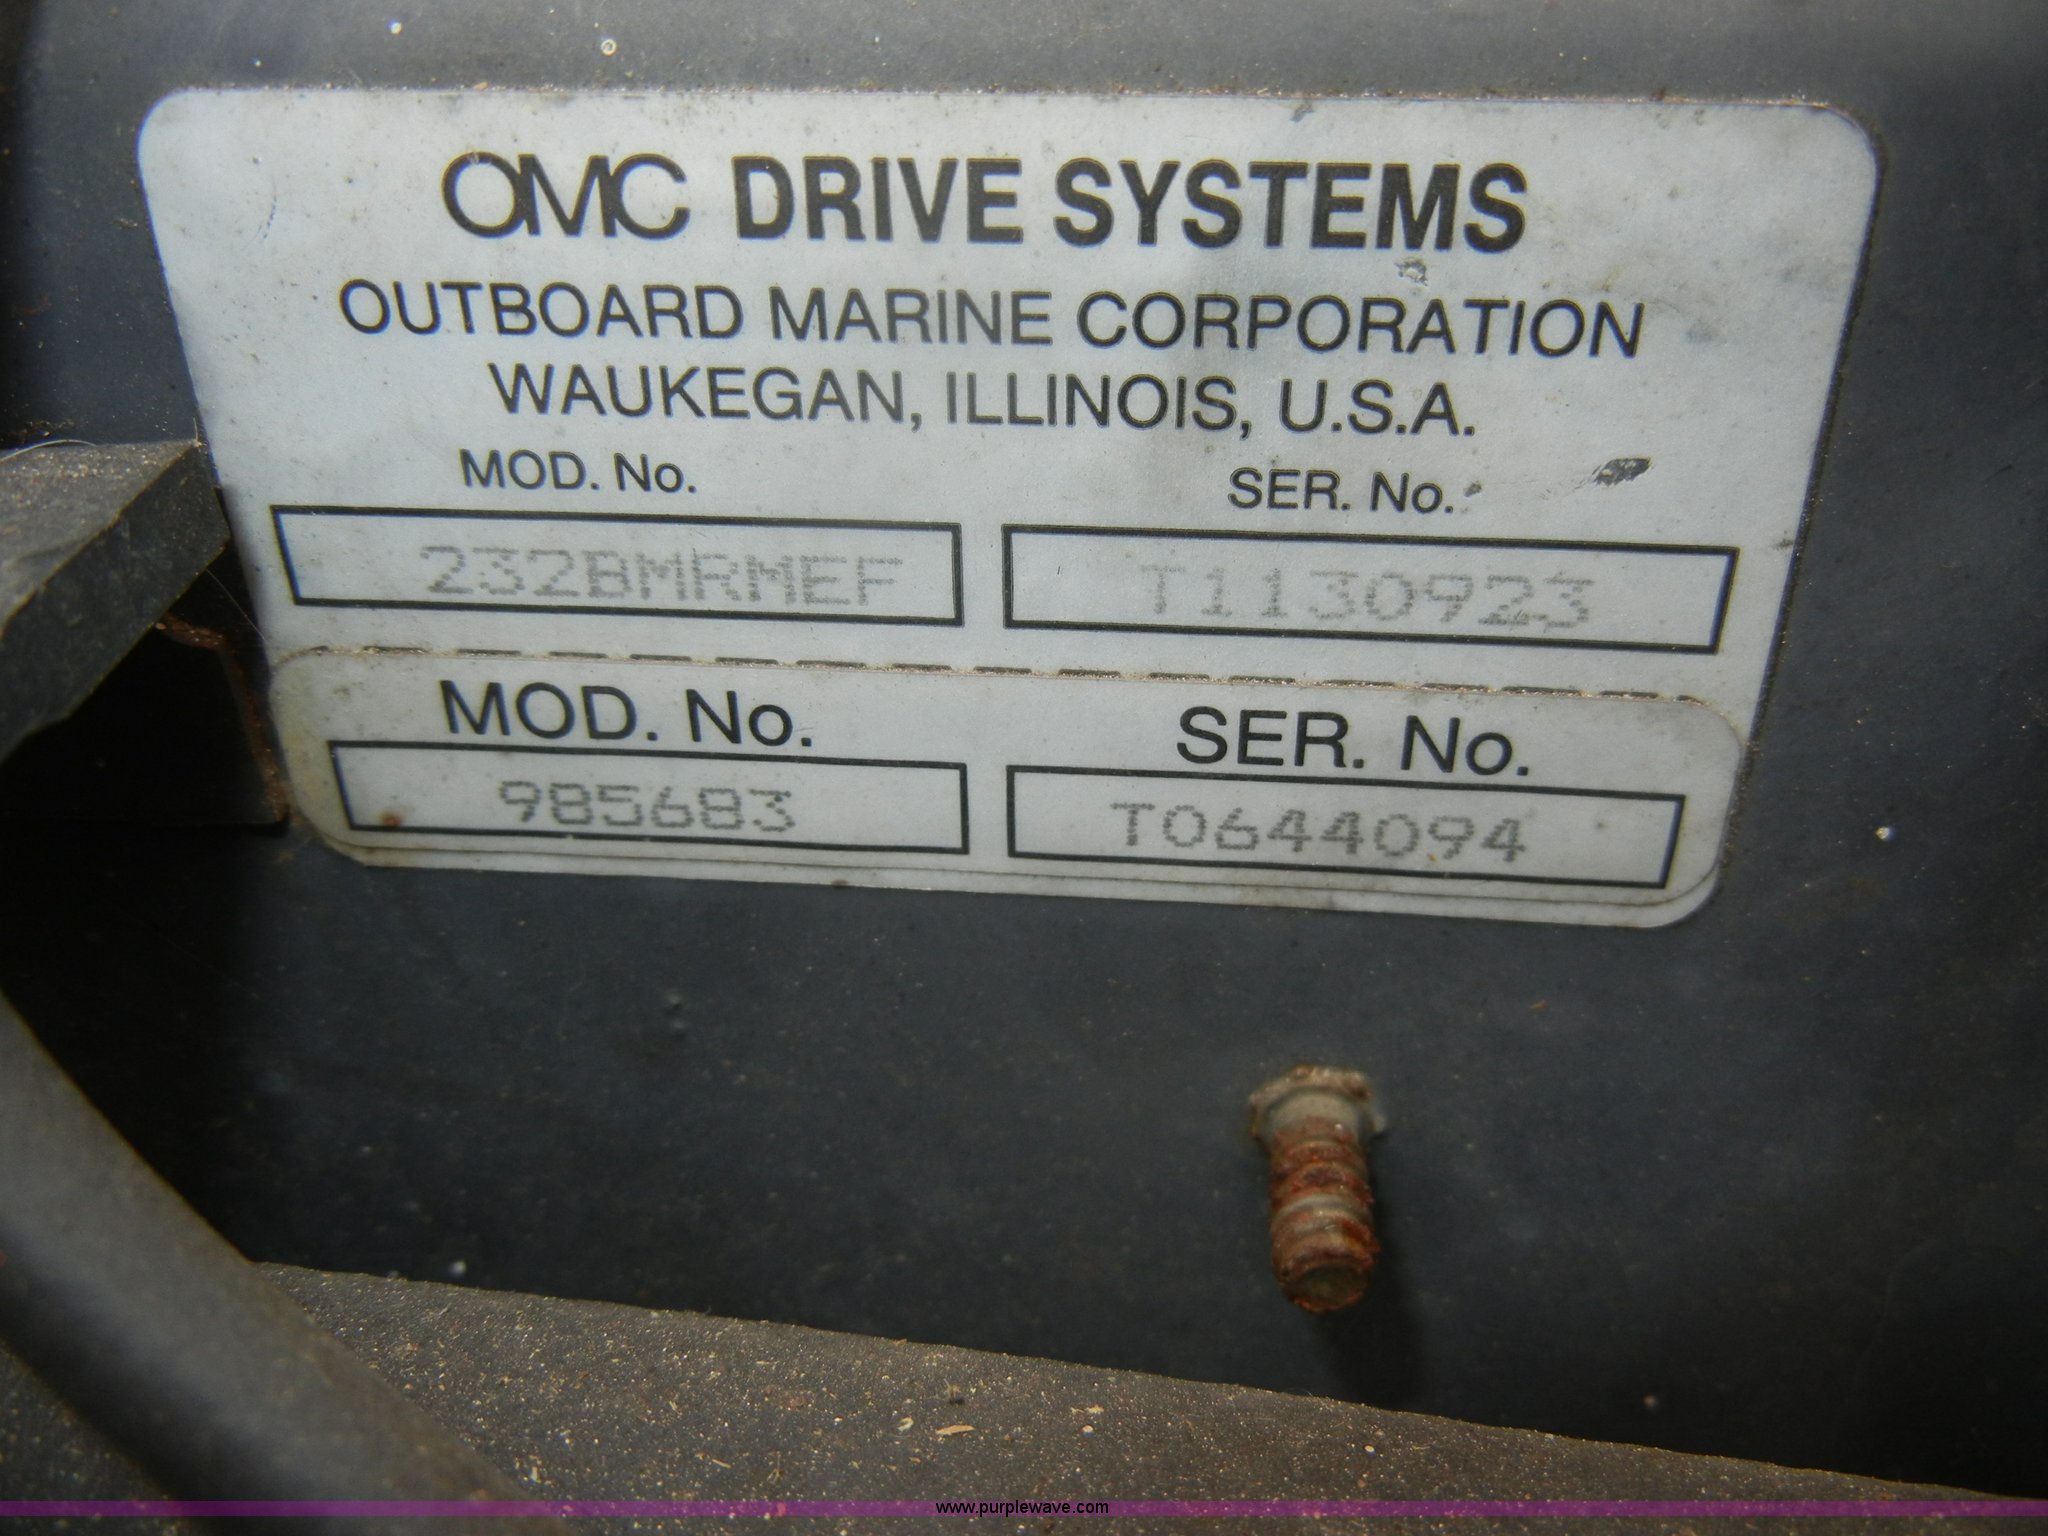 OMC DRIVE SYSTEMS
OUTBOARD MARINE CORPORATION
WAUKEGAN, ILLINOIS, U.S.A.
MOD. No. SER. No.
232BMRMEF T1130923
MOD. No. SER. No.
985683 T0644094
www.purplewave.com